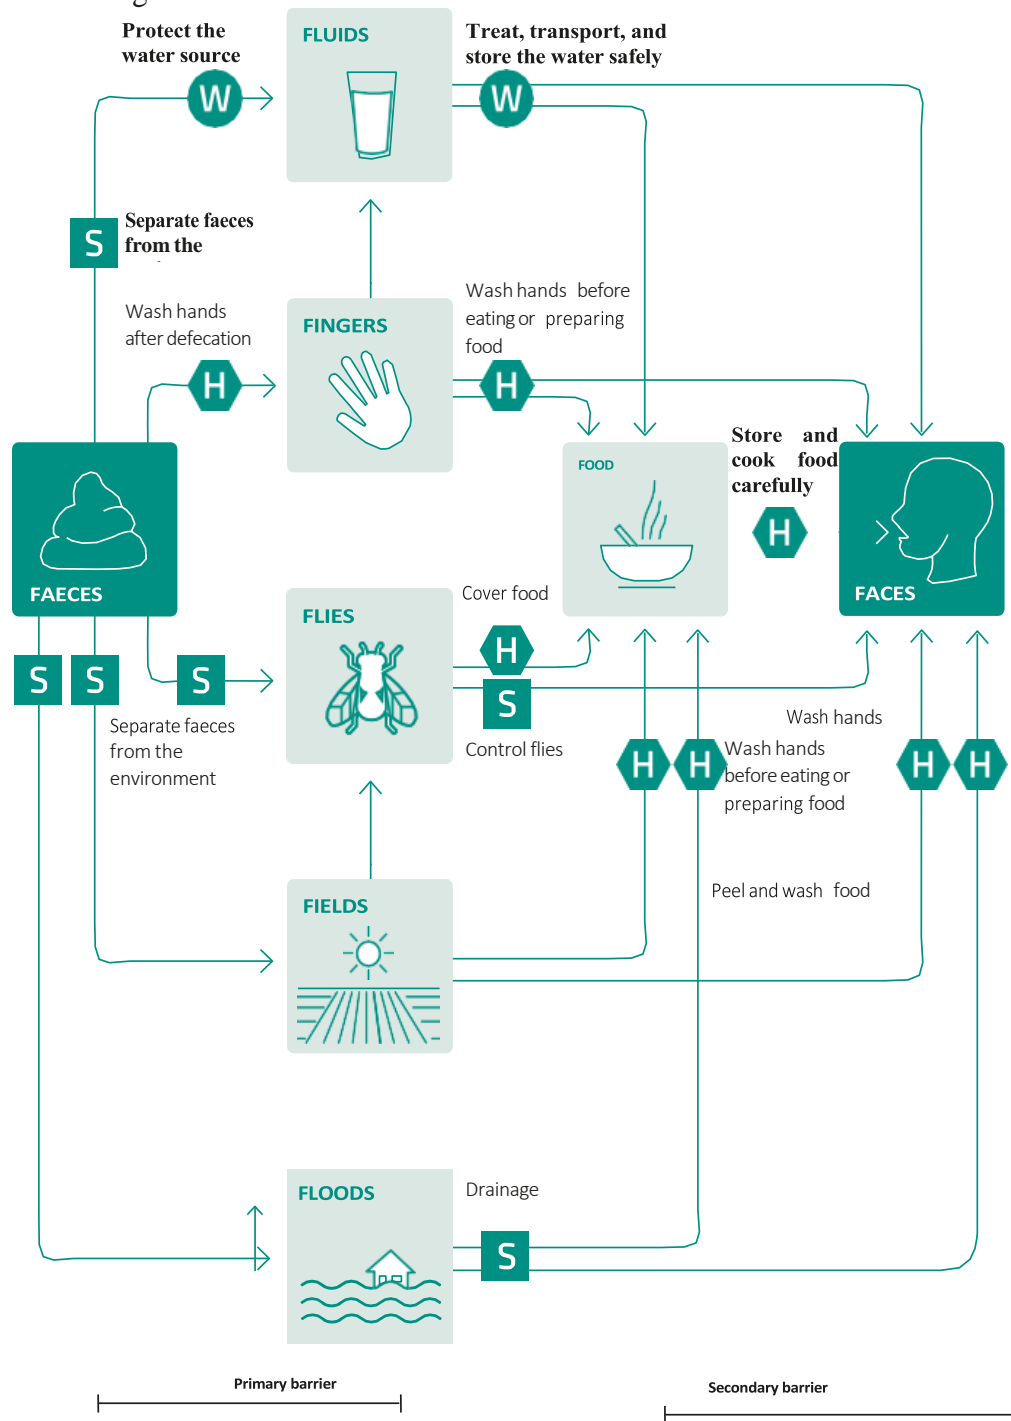 Protect the
water source
FLUIDS
Treat, transport, and
store the water safely
W
W
S
Separate faeces
from the
Wash hands
after defecation
H
FINGERS
Wash hands before
eating or preparing
food
H
FAECES
FOOD
Store and
cook food
carefully
H
FACES
S
S
S
Separate faeces
from the
environment
FLIES
Cover food
H
S
Control flies
H
H
Wash hands
Wash hands
before eating or
preparing food
H
H
Peel and wash food
FIELDS
FLOODS
Drainage
S
Primary barrier
Secondary barrier